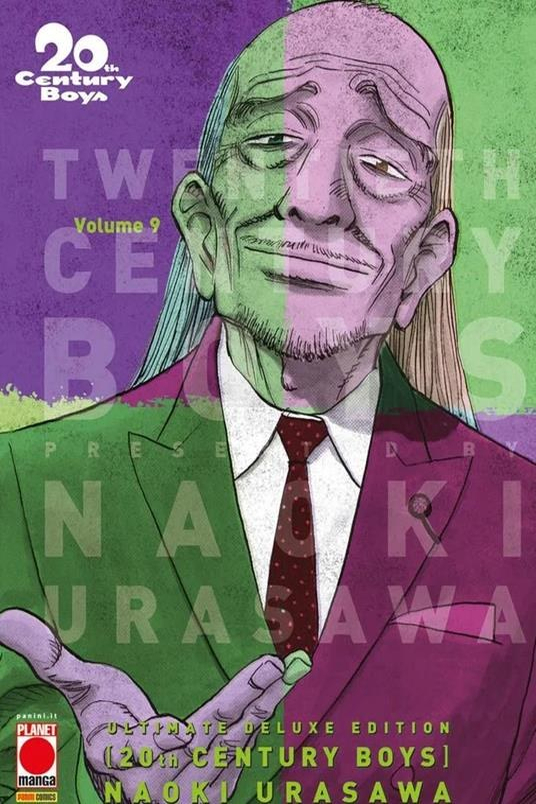 20th
Century
Boys
TWENTIETH
Volume 9
CENTURY
BOYS
PRESENTED BY
NAOKI
URASAWA
panini.it
PLANET
manga
PANINI COMICS
ULTIMATE DELUXE EDITION
[20th CENTURY BOYS]
NAOKI URASAWA